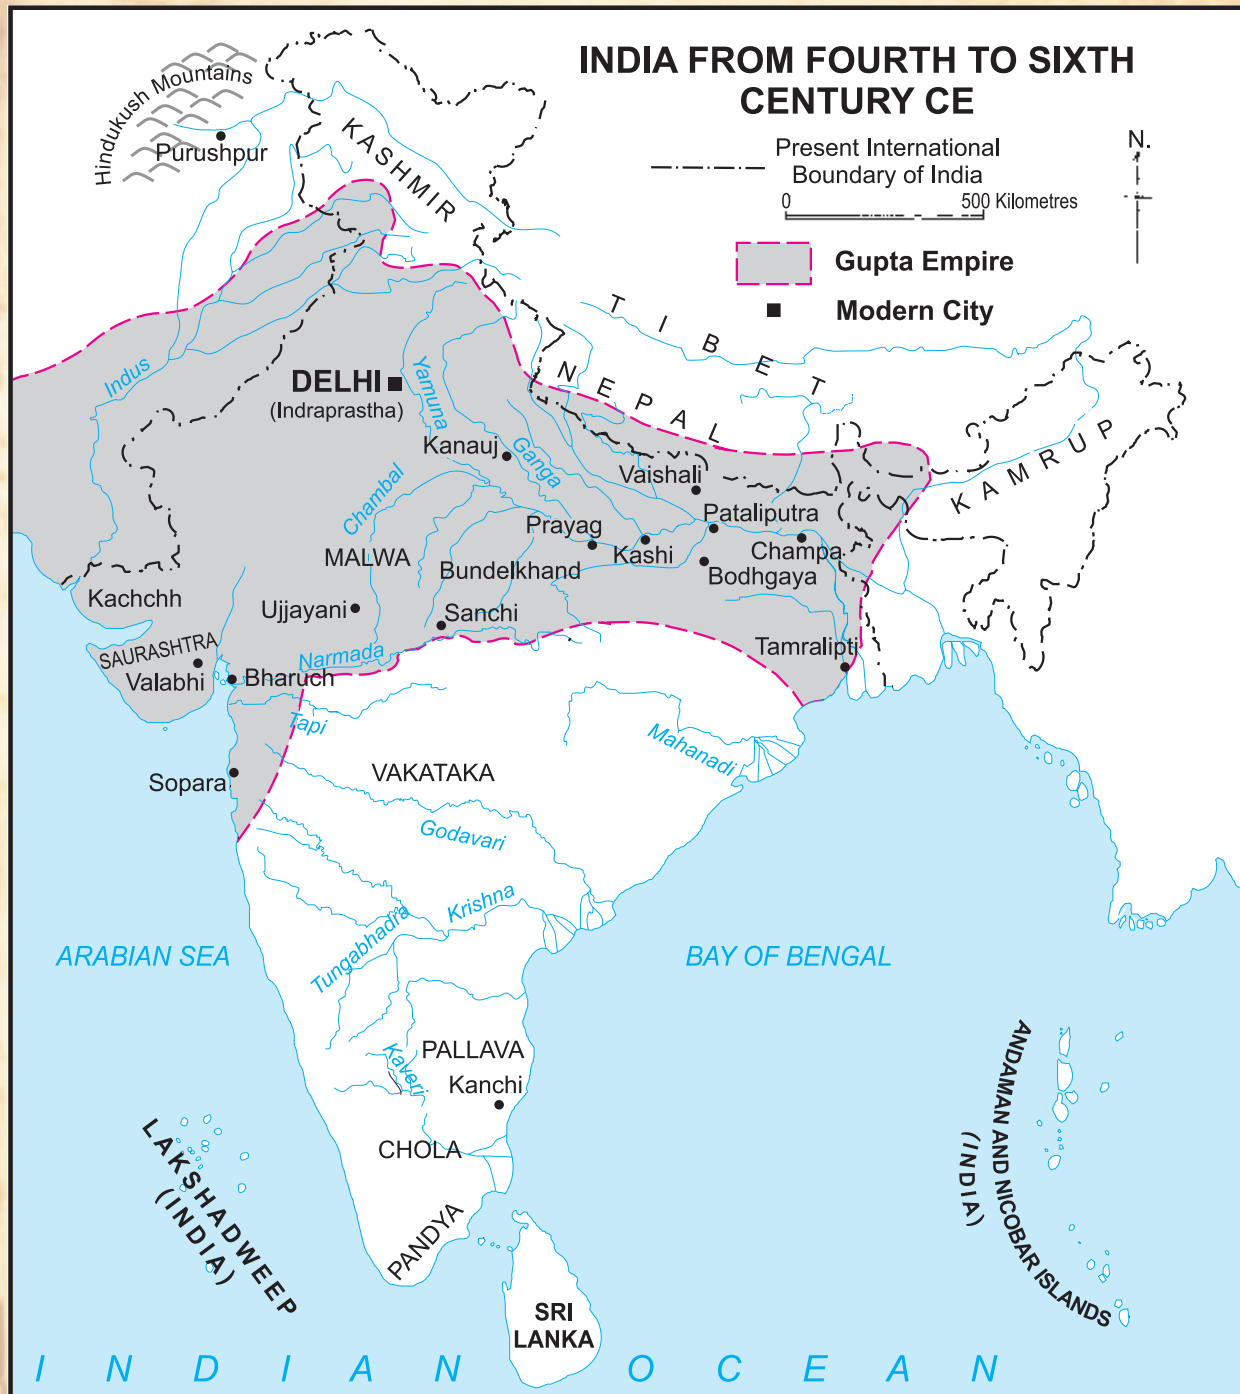 INDIA FROM FOURTH TO SIXTH
CENTURY CE
Present International
Boundary of India
0 500 Kilometres
N.
Gupta Empire
Modern City
Hindukush Mountains
Purushpur
KASHMIR
TIBET
NEPAL
KAMRUP
Indus
DELHI
(Indraprastha)
Yamuna
Kanauj
Ganga
Vaishali
Chambal
Prayag
Pataliputra
Kashi
Champa
MALWA
Bundelkhand
Bodhgaya
Kachchh
Ujjayani
Sanchi
SAURASHTRA
Narmada
Tamralipti
Valabhi
Bharuch
Tapi
Mahanadi
Sopara
VAKATAKA
Godavari
Krishna
Tungabhadra
ARABIAN SEA
BAY OF BENGAL
PALLAVA
Kaveri
Kanchi
CHOLA
PANDYA
LAKSHADWEEP
(INDIA)
ANDAMAN AND NICOBAR ISLANDS
(INDIA)
SRI
LANKA
INDIAN OCEAN